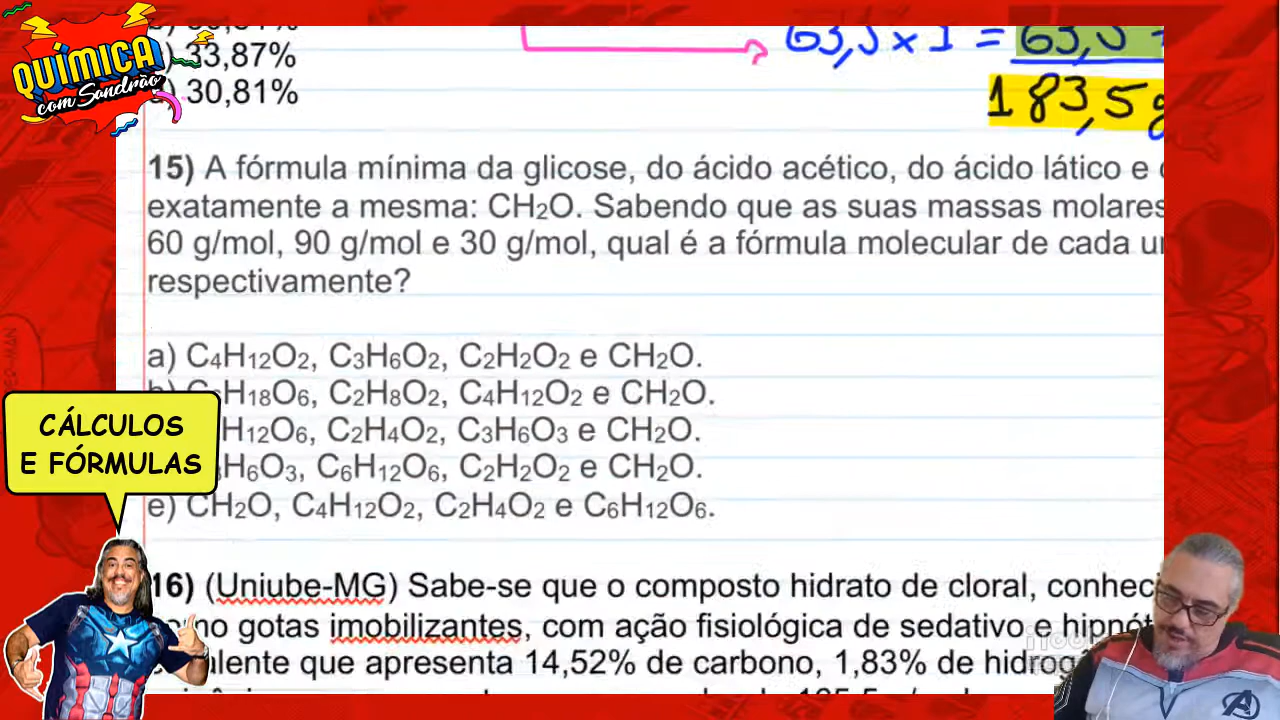 QUÍMICA
com Sandrão
33,87%
30,81%
63,5 x 1 = 63,5
183,5g
15) A fórmula mínima da glicose, do ácido acético, do ácido lático e
exatamente a mesma: CH2O. Sabendo que as suas massas molares
60 g/mol, 90 g/mol e 30 g/mol, qual é a fórmula molecular de cada
respectivamente?
a) C4H12O2, C3H6O2, C2H2O2 e CH2O.
H18O6, C2H8O2, C4H12O2 e CH2O.
H12O6, C2H4O2, C3H6O3 e CH2O.
H6O3, C6H12O6, C2H2O2 e CH2O.
e) CH2O, C4H12O2, C2H4O2 e C6H12O6.
CÁLCULOS
E FÓRMULAS
16) (Uniube-MG) Sabe-se que o composto hidrato de cloral,
gotas imobilizantes, com ação fisiológica de sedativo e
que apresenta 14,52% de carbono, 1,83% de